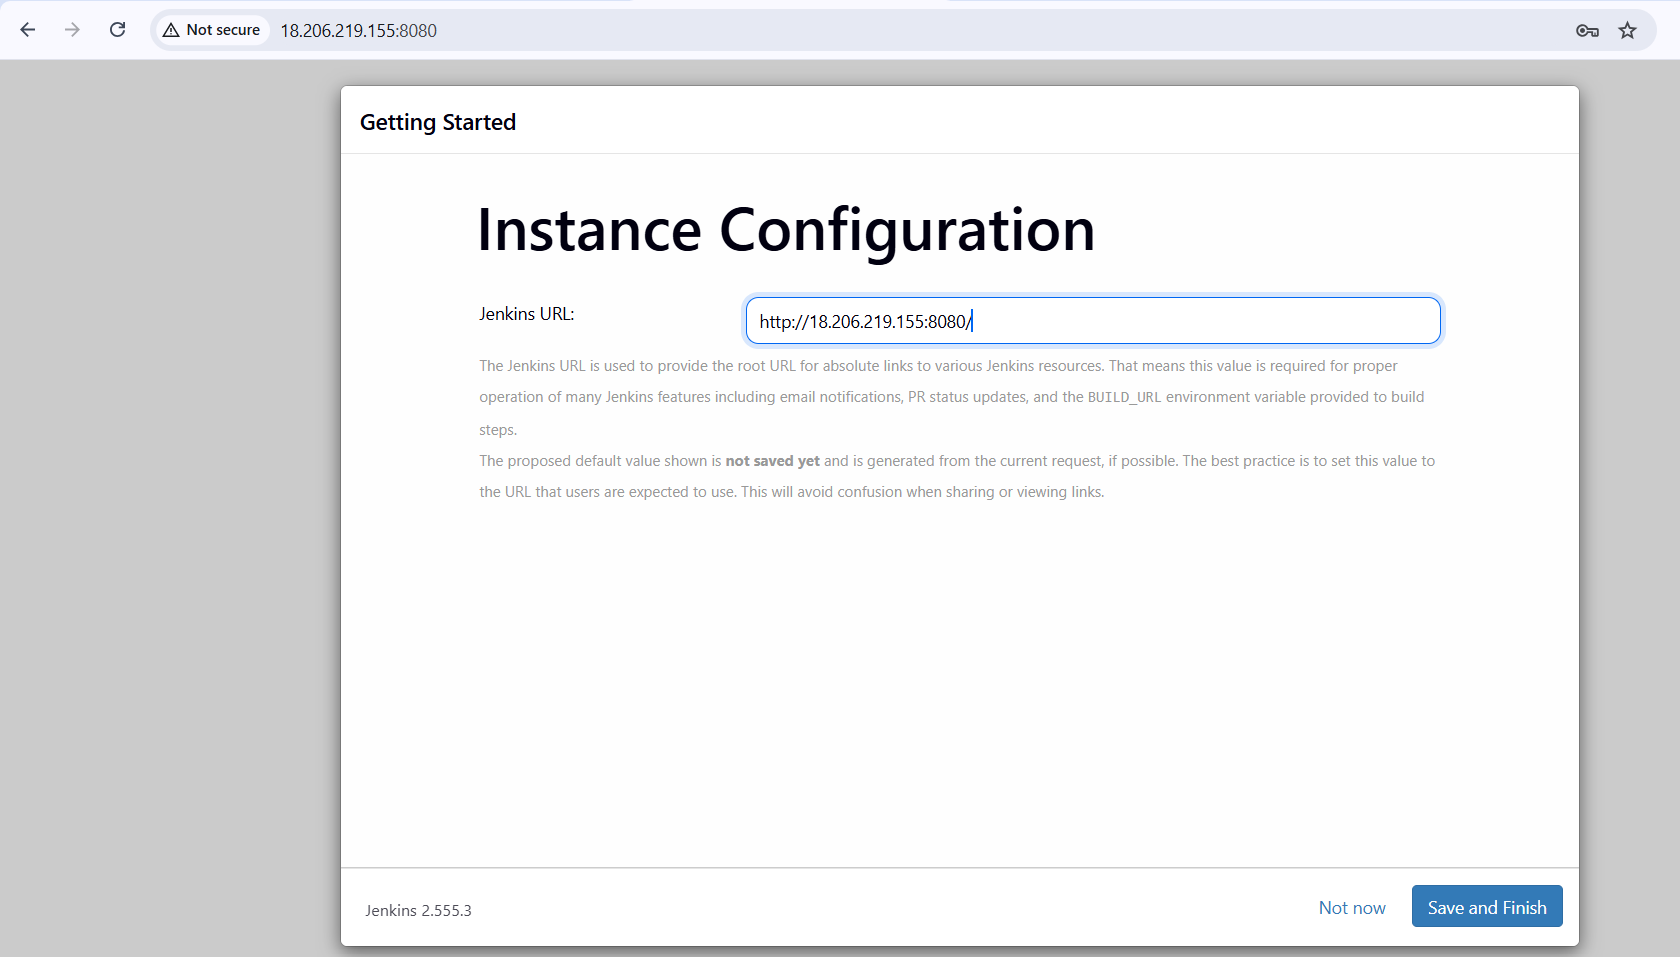 Not secure
18.206.219.155:8080
Getting Started
Instance Configuration
Jenkins URL:
http://18.206.219.155:8080/
The Jenkins URL is used to provide the root URL for absolute links to various Jenkins resources. That means this value is required for proper
operation of many Jenkins features including email notifications, PR status updates, and the BUILD_URL environment variable provided to build
steps.
The proposed default value shown is not saved yet and is generated from the current request, if possible. The best practice is to set this value to
the URL that users are expected to use. This will avoid confusion when sharing or viewing links.
Jenkins 2.555.3
Not now
Save and Finish